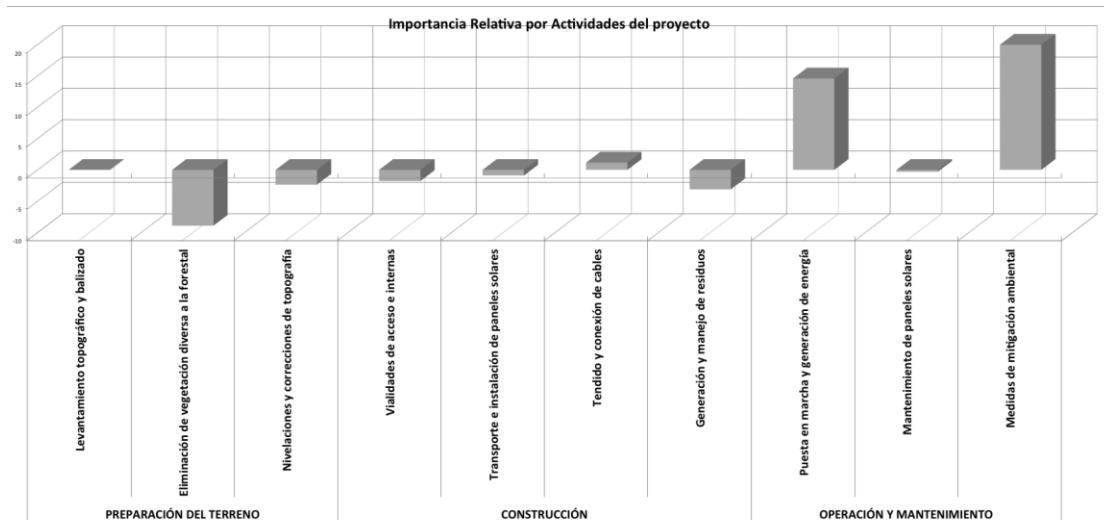 Importancia Relativa por Actividades del proyecto
20
15
10
5
0
-5
-10
Levantamiento topográfico y balizado
Eliminación de vegetación diversa a la forestal
Nivelaciones y correcciones de topografía
Vialidades de acceso e internas
Transporte e instalación de paneles solares
Tendido y conexión de cables
Generación y manejo de residuos
Puesta en marcha y generación de energía
Mantenimiento de paneles solares
Medidas de mitigación ambiental
PREPARACIÓN DEL TERRENO
CONSTRUCCIÓN
OPERACIÓN Y MANTENIMIENTO